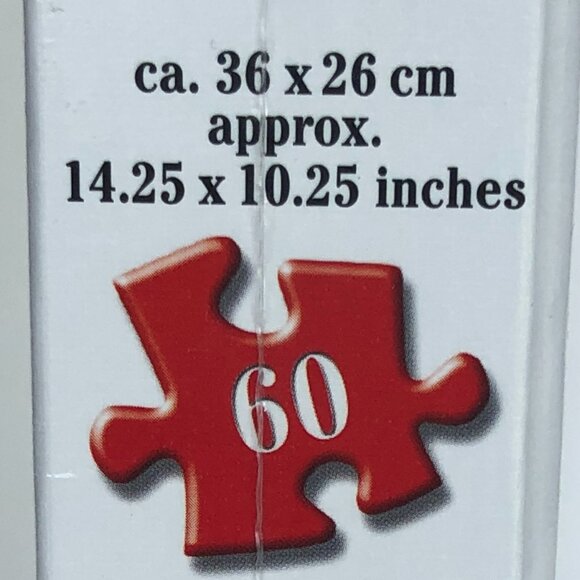 ca. 36 x 26 cm
approx.
14.25 x 10.25 inches
60